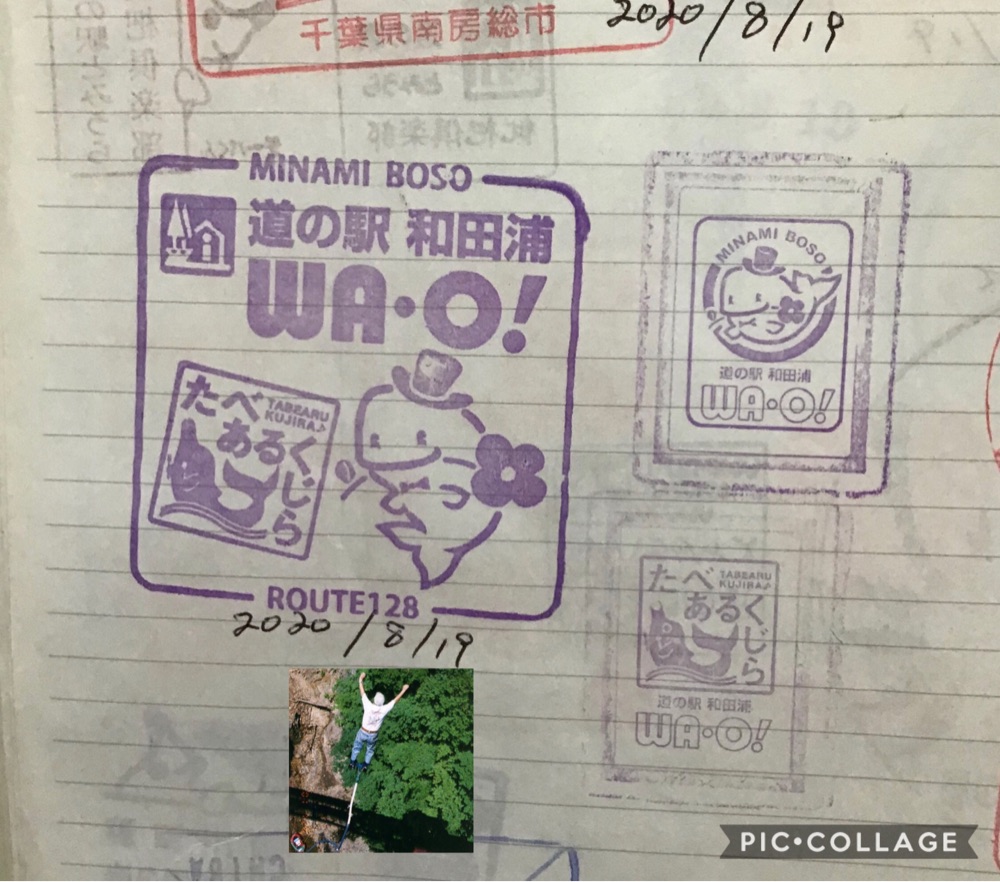 千葉県南房総市
2020/8/19
MINAMI BOSO
道の駅 和田浦
WA·O!
たべあるくじら
TABEARU
KUJIRA♪
ROUTE128
2020/8/19
MINAMI BOSO
道の駅 和田浦
WA·O!
たべあるくじら
TABEARU
KUJIRA♪
道の駅 和田浦
WA·O!
PIC•COLLAGE